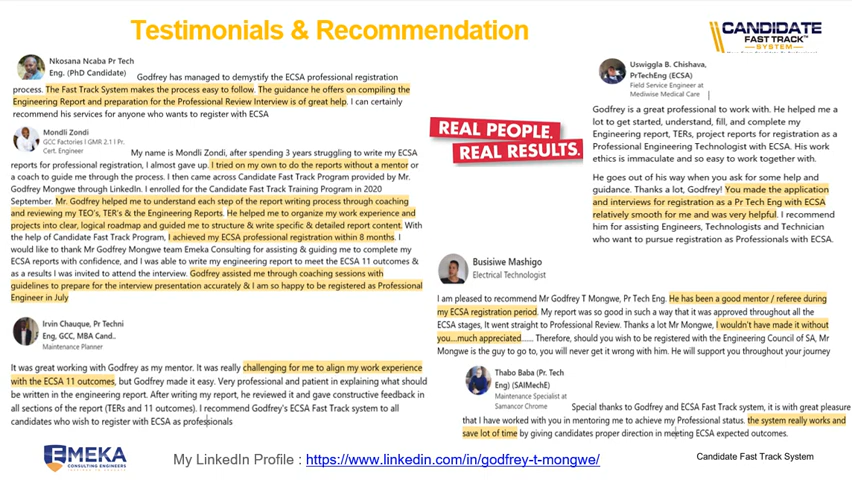 Testimonials & Recommendation
CANDIDATE
FAST TRACK™
SYSTEM
Nkosana Ncaba Pr Tech
Eng. (PhD Candidate)
Godfrey has managed to demystify the ECSA professional registration
process. The Fast Track System makes the process easy to follow. The guidance he offers on compiling the
Engineering Report and preparation for the Professional Review Interview is of great help. I can certainly
recommend his services for anyone who wants to register with ECSA
Mondli Zondi
GCC Factories I GMR 2.1 I Pr.
Cert. Engineer
My name is Mondli Zondi, after spending 3 years struggling to write my ECSA
reports for professional registration, I almost gave up. I tried on my own to do the reports without a mentor or
a coach to guide me through the process. I then came across Candidate Fast Track Program provided by Mr.
Godfrey Mongwe through LinkedIn. I enrolled for the Candidate Fast Track Training Program in 2020
September. Mr. Godfrey helped me to understand each step of the report writing process through coaching
and reviewing my TEO's, TER's & the Engineering Reports. He helped me to organize my work experience and
projects into clear, logical roadmap and guided me to structure & write specific & detailed report content. With
the help of Candidate Fast Track Program, I achieved my ECSA professional registration within 8 months. I
would like to thank Mr Godfrey Mongwe team Emeka Consulting for assisting & guiding me to complete my
ECSA reports with confidence, and I was able to write my engineering report to meet the ECSA 11 outcomes &
as a results I was invited to attend the interview. Godfrey assisted me through coaching sessions with
guidelines to prepare for the interview presentation accurately & I am so happy to be registered as Professional
Engineer in July
Irvin Chauque, Pr Techni
Eng, GCC, MBA Cand..
Maintenance Planner
It was great working with Godfrey as my mentor. It was really challenging for me to align my work experience
with the ECSA 11 outcomes, but Godfrey made it easy. Very professional and patient in explaining what should
be written in the engineering report. After my writing, he reviewed it and gave constructive feedback in
all sections of the report (TERs and 11 outcomes). I recommend Godfrey's ECSA Fast Track system to all
candidates who wish to register with ECSA as professionals
REAL PEOPLE.
REAL RESULTS.
Uswiggla B. Chishava,
PrTechEng (ECSA)
Field Service Engineer at
Mediwise Medical Care
Godfrey is a great professional to work with. He helped me a
lot to get started, understand, fill, and complete my
Engineering report, TERs, project reports for registration as a
Professional Engineering Technologist with ECSA. His work
ethics is immaculate and so easy to work together with.
He goes out of his way when you ask for some help and
guidance. Thanks a lot, Godfrey! You made the application
and interviews for registration as a Pr Tech Eng with ECSA
relatively smooth for me and was very helpful. I recommend
him for assisting Engineers, Technologists and Technician
who want to pursue registration as Professionals with ECSA.
Busisiwe Mashigo
Electrical Technologist
I am pleased to recommend Mr Godfrey T Mongwe, Pr Tech Eng. He has been a good mentor / referee during
my ECSA registration period. My report was so good in such a way that it was approved throughout all the
ECSA stages, It went straight to Professional Review. Thanks a lot Mr Mongwe, I wouldn't have made it without
you....much appreciated...... Therefore, should you wish to be registered with the Engineering Council of SA, Mr
Mongwe is the guy to go to, you will never get it wrong with him. He will support you throughout your journey
Thabo Baba (Pr. Tech
Eng) (SAIMechE)
Maintenance Specialist at
Samancor Chrome
Special thanks to Godfrey and ECSA Fast Track system, it is with great pleasure
that I have worked with you in mentoring me to achieve my Professional status. the system really works and
save lot of time by giving candidates proper direction in meeting ECSA expected outcomes.
EMEKA
CONSULTING ENGINEERS
My LinkedIn Profile : https://www.linkedin.com/in/godfrey-t-mongwe/
Candidate Fast Track System